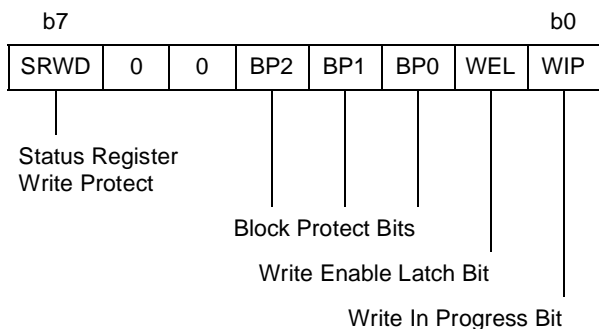 b7 b0
SRWD 0 0 BP2 BP1 BP0 WEL WIP
Status Register
Write Protect
Block Protect Bits
Write Enable Latch Bit
Write In Progress Bit